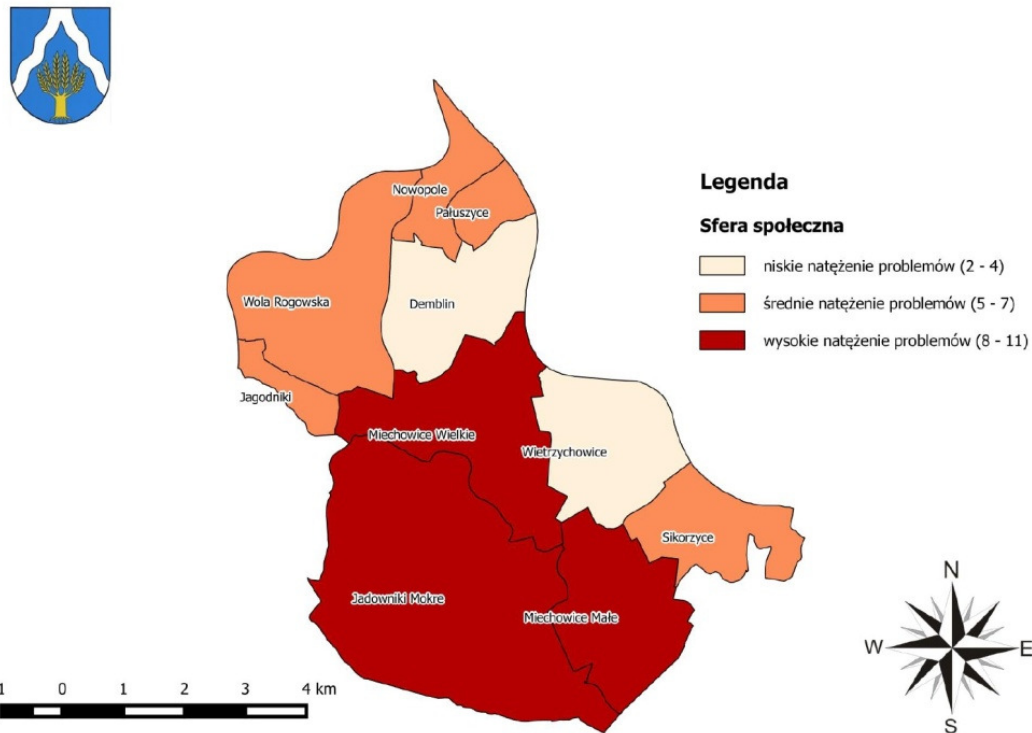 Legenda
Sfera społeczna
niskie natężenie problemów (2 - 4)
średnie natężenie problemów (5 - 7)
wysokie natężenie problemów (8 - 11)
Nowopole
Pałuszyce
Wola Rogowska
Demblin
Jagodniki
Miechowice Wielkie
Wietrzychowice
Sikorzyce
Jadowniki Mokre
Miechowice Małe
N
W
E
S
1 0 1 2 3 4 km